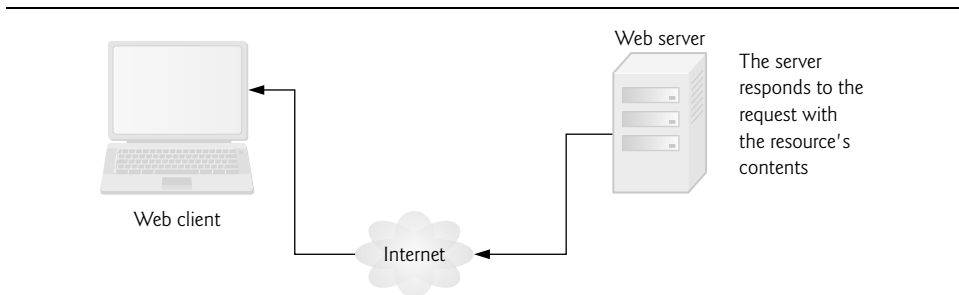 Web server
The server
responds to the
request with
the resource's
contents
Web client
Internet